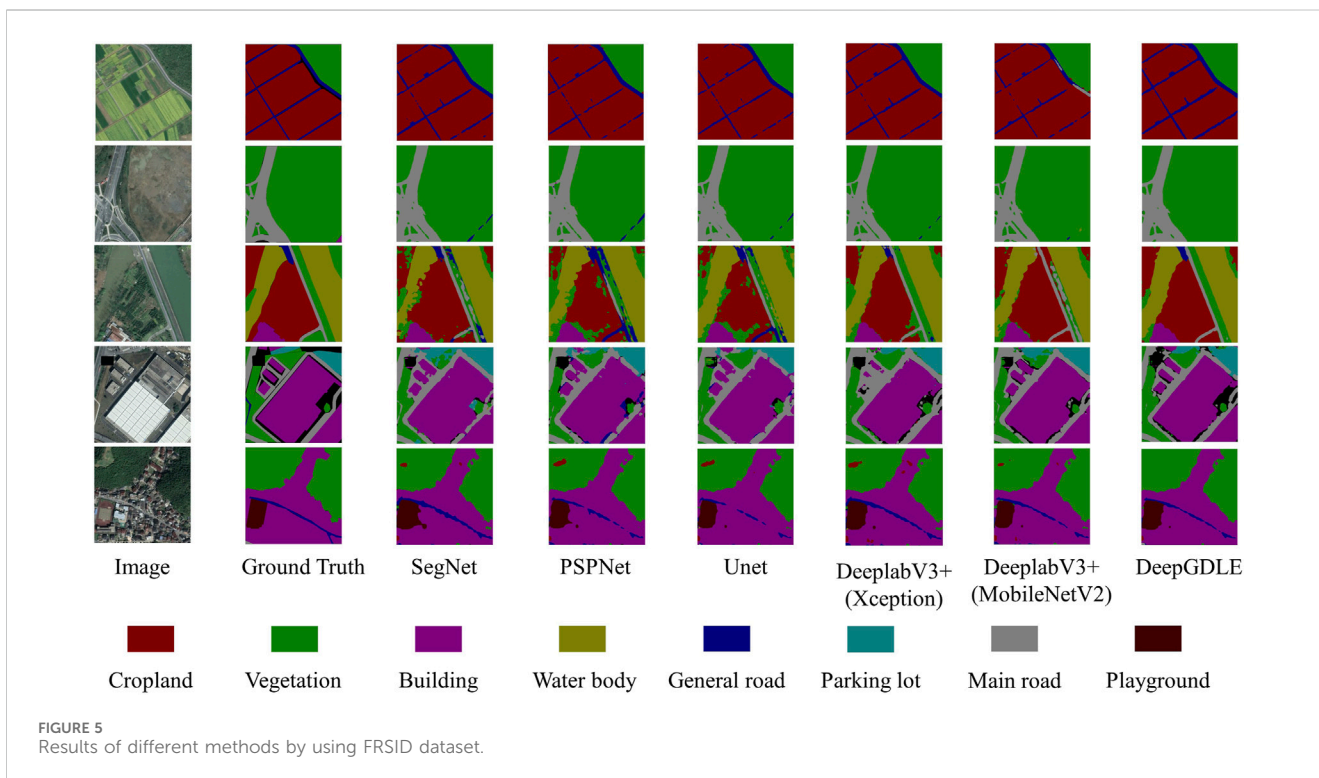 Image Ground Truth SegNet PSPNet Unet DeeplabV3+ DeeplabV3+ DeepGDLE
(Xception) (MobileNetV2)
Cropland Vegetation Building Water body General road Parking lot Main road Playground
FIGURE 5
Results of different methods by using FRSID dataset.